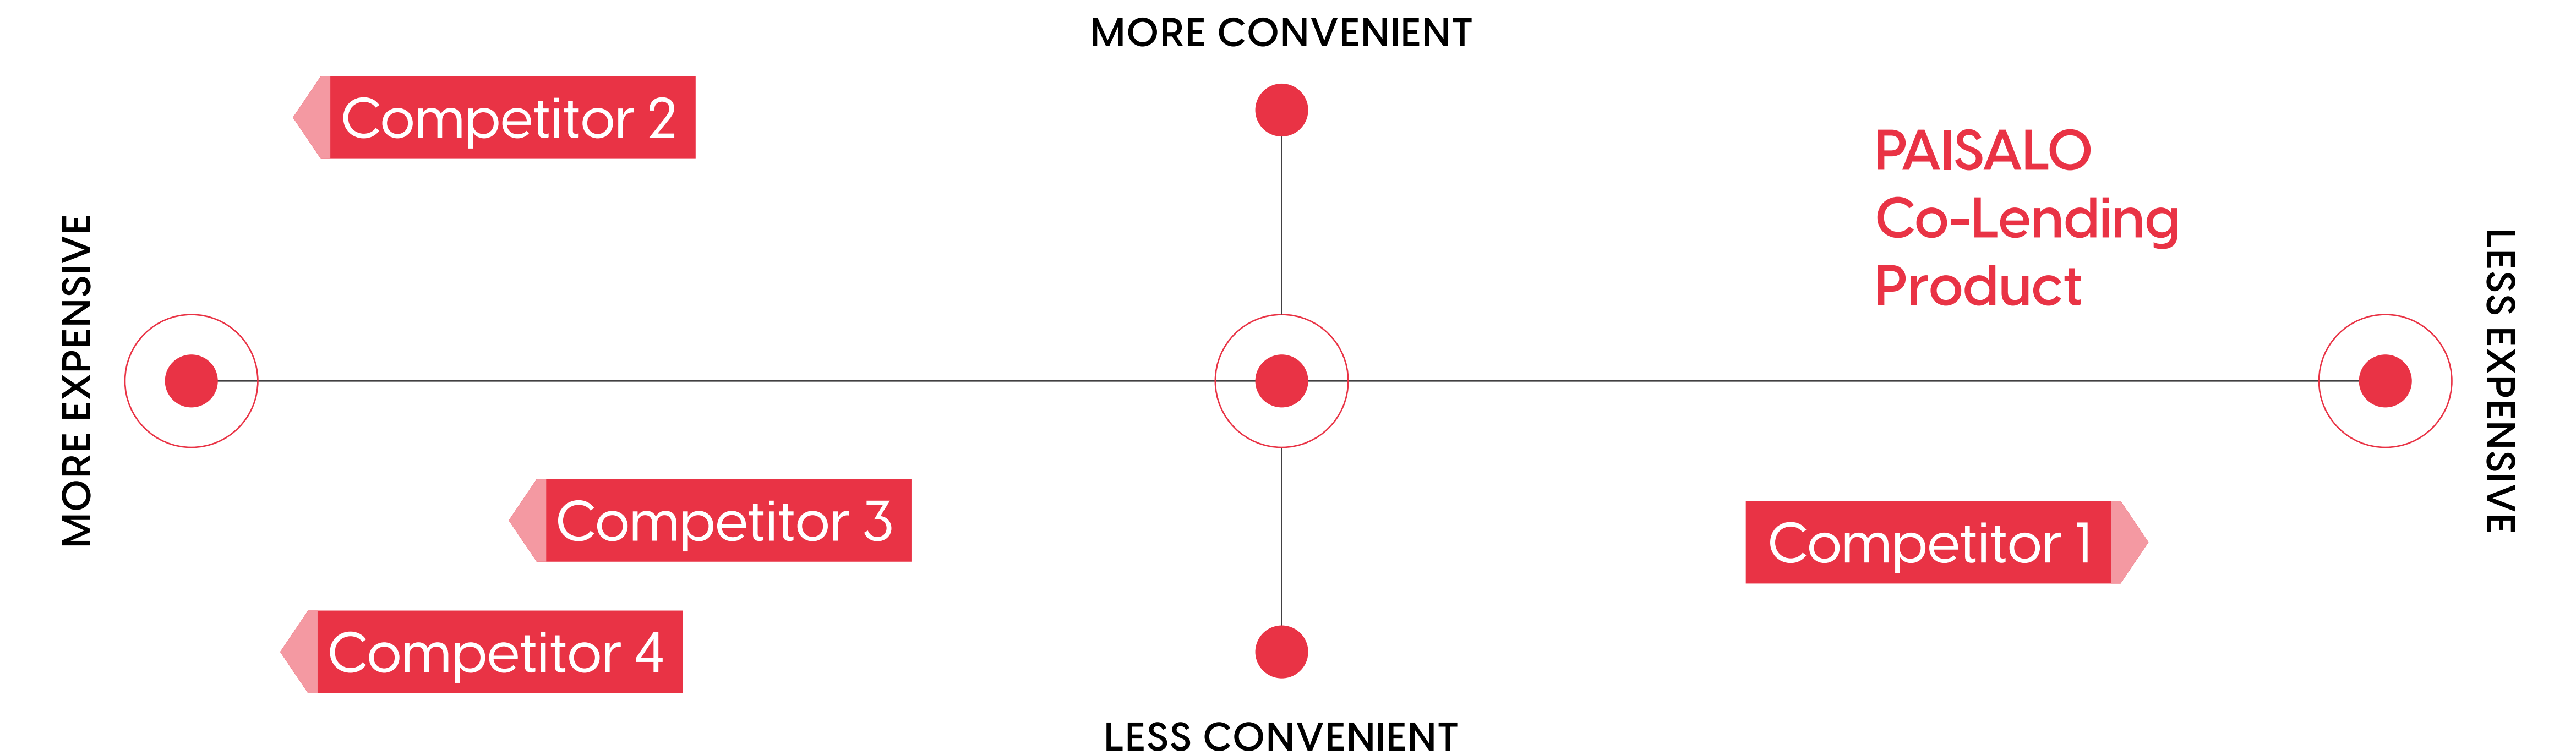 MORE CONVENIENT
Competitor 2
PAISALO
Co-Lending
Product
MORE EXPENSIVE
LESS EXPENSIVE
Competitor 3
Competitor 1
Competitor 4
LESS CONVENIENT